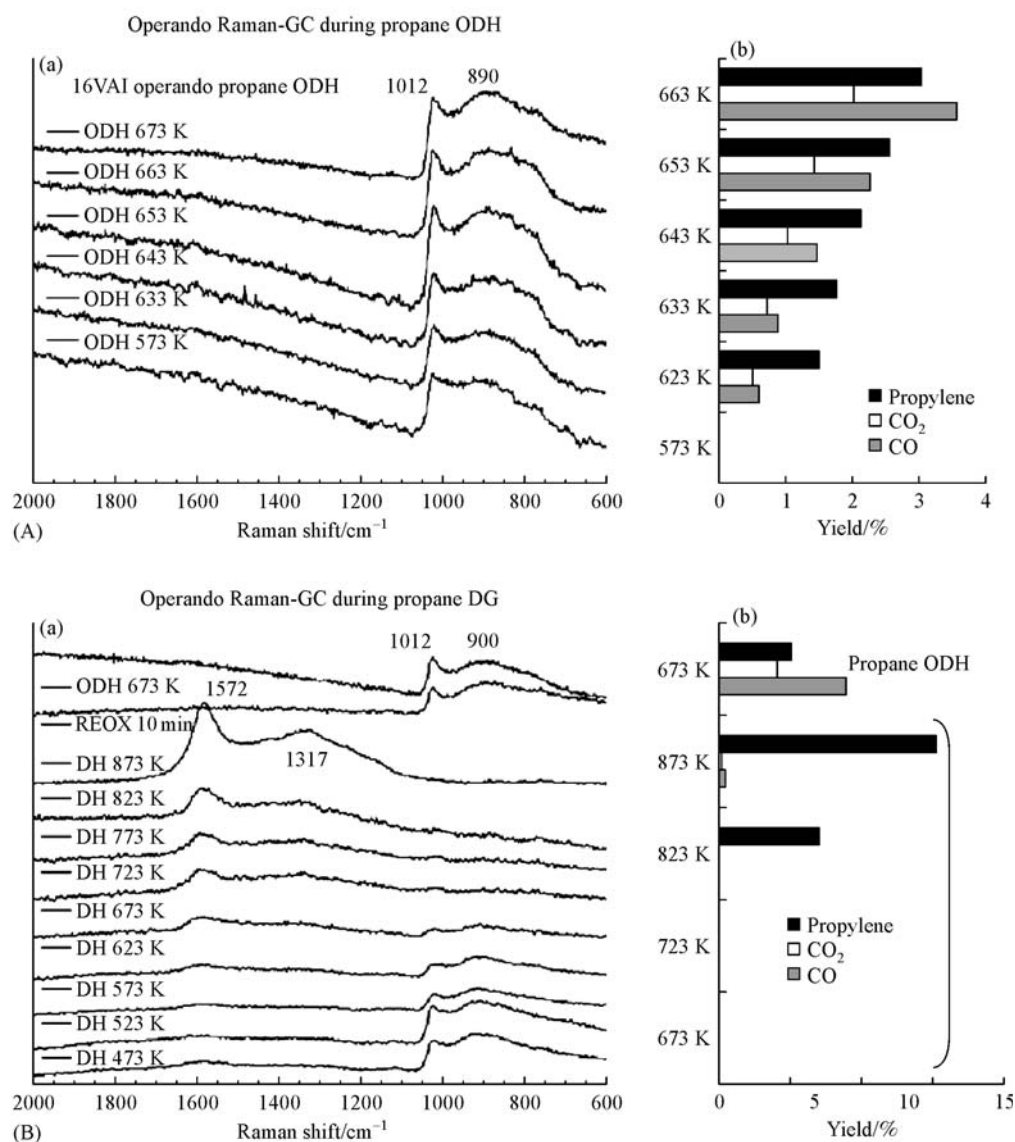 Operando Raman-GC during propane ODH
(a)
16VAI operando propane ODH
1012
890
ODH 673 K
ODH 663 K
ODH 653 K
ODH 643 K
ODH 633 K
ODH 573 K
2000 1800 1600 1400 1200 1000 800 600
Raman shift/cm⁻¹
(A)
(b)
663 K
653 K
643 K
633 K
623 K
573 K
Propylene
CO₂
CO
0 1 2 3 4
Yield/%
Operando Raman-GC during propane DG
(a)
1012
900
ODH 673 K
1572
REOX 10 min
1317
DH 873 K
DH 823 K
DH 773 K
DH 723 K
DH 673 K
DH 623 K
DH 573 K
DH 523 K
DH 473 K
2000 1800 1600 1400 1200 1000 800 600
Raman shift/cm⁻¹
(B)
(b)
673 K
Propane ODH
873 K
823 K
723 K
673 K
Propylene
CO₂
CO
0 5 10 15
Yield/%